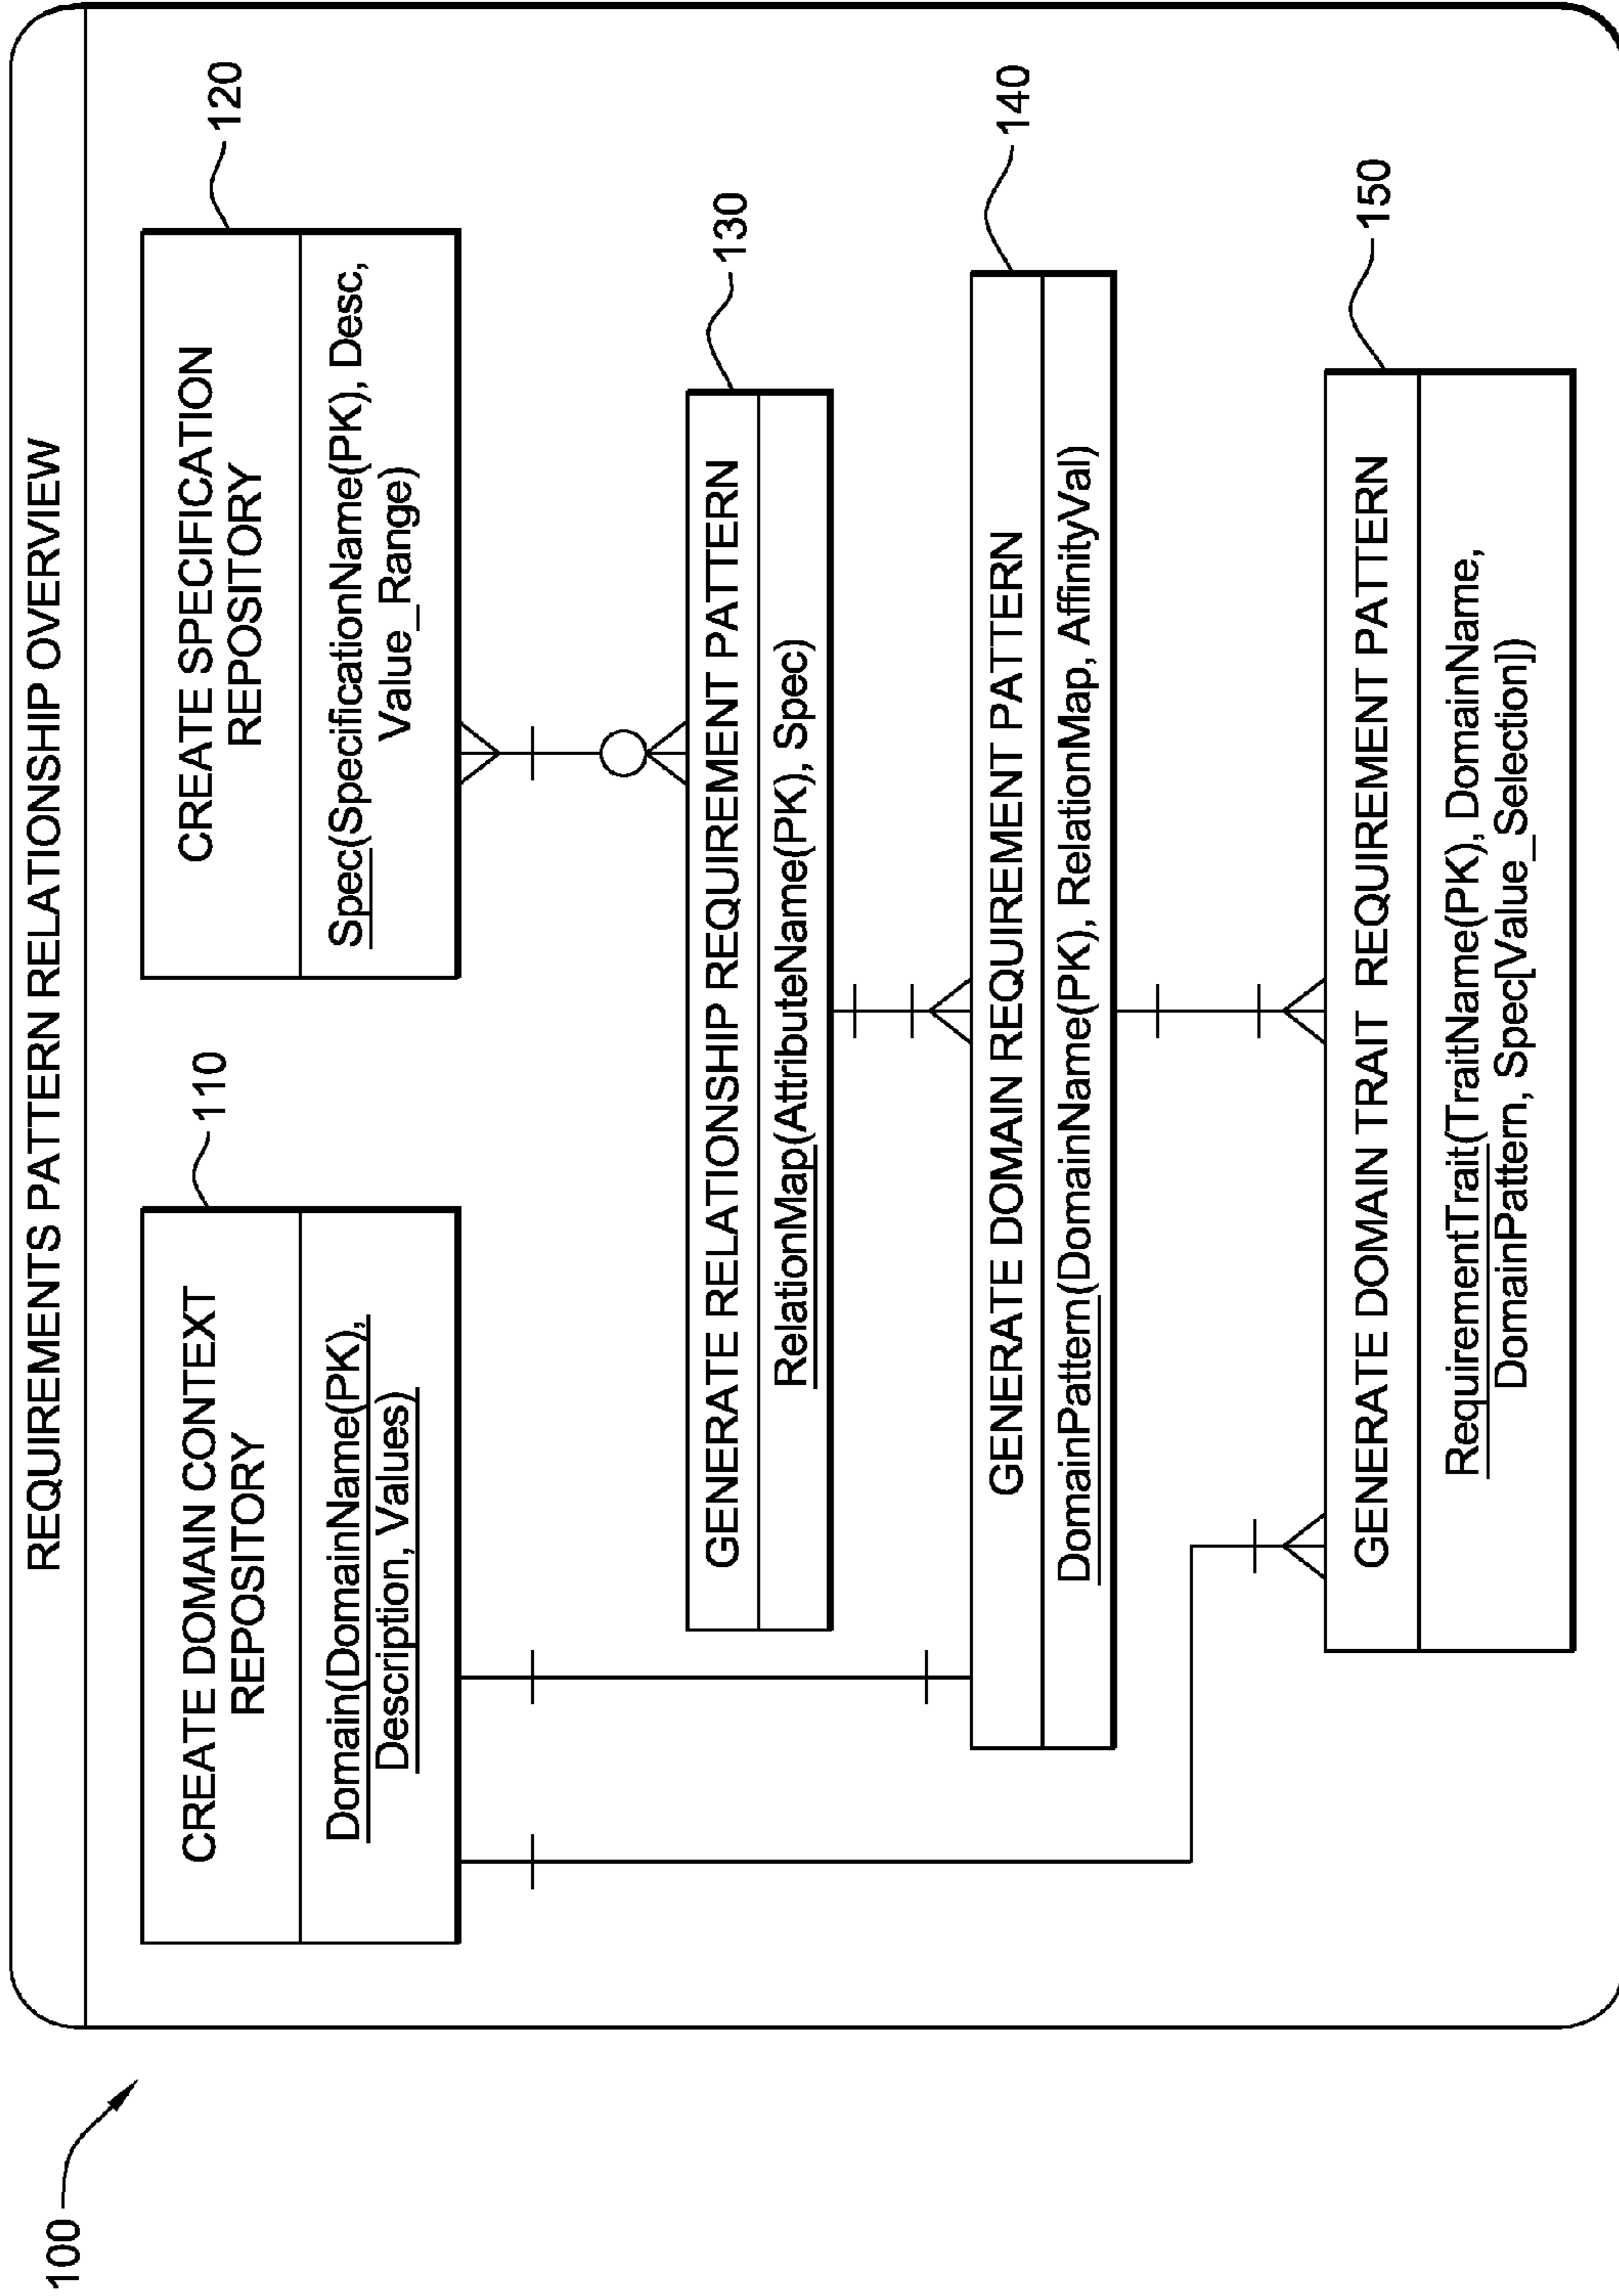 100
REQUIREMENTS PATTERN RELATIONSHIP OVERVIEW
110
CREATE DOMAIN CONTEXT
REPOSITORY
Domain(DomainName(PK),
Description, Values)
120
CREATE SPECIFICATION
REPOSITORY
Spec(SpecificationName(PK), Desc,
Value_Range)
130
GENERATE RELATIONSHIP REQUIREMENT PATTERN
RelationMap(AttributeName(PK), Spec)
140
GENERATE DOMAIN REQUIREMENT PATTERN
DomainPattern(DomainName(PK), RelationMap, AffinityVal)
150
GENERATE DOMAIN TRAIT REQUIREMENT PATTERN
RequirementTrait(TraitName(PK), DomainName,
DomainPattern, Spec[Value_Selection])